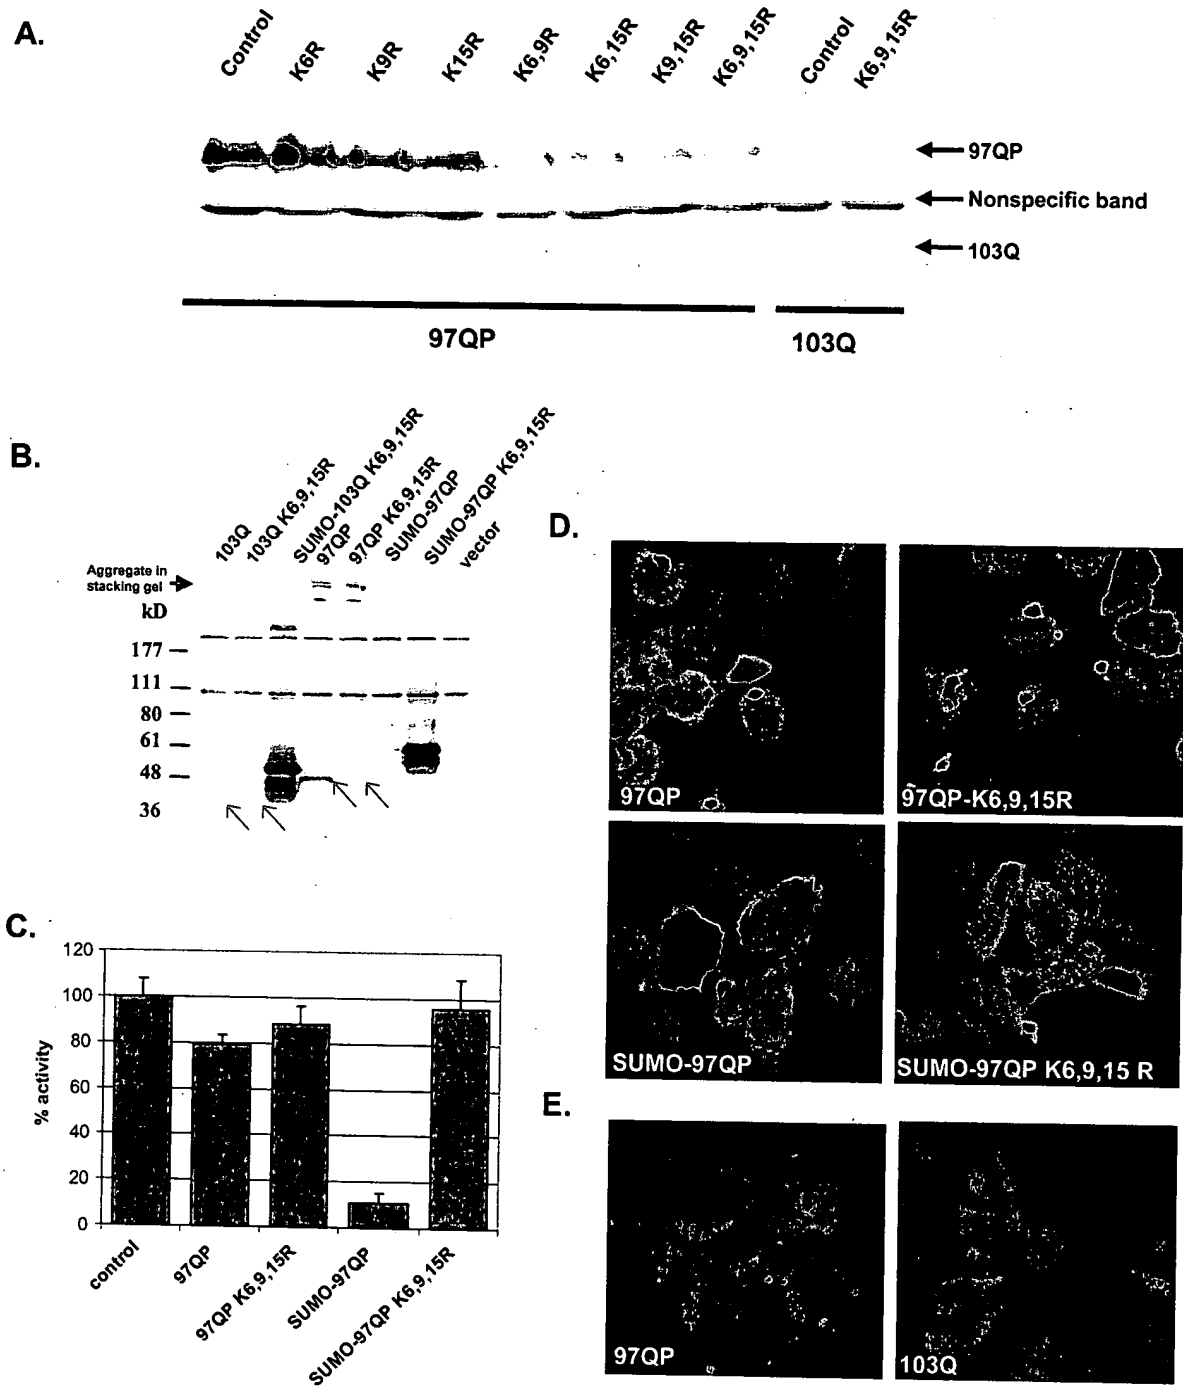 A.
Control K6R K9R K15R K6,9R K6,15R K9,15R K6,9,15R Control K6,9,15R
97QP
Nonspecific band
103Q
97QP 103Q
B.
103Q 103Q K6,9,15R SUMO-103Q K6,9,15R 97QP 97QP K6,9,15R SUMO-97QP SUMO-97QP K6,9,15R vector
Aggregate in
stacking gel
kD
177
111
80
61
48
36
C.
120
100
80
60
40
20
0
% activity
control 97QP 97QP K6,9,15R SUMO-97QP SUMO-97QP K6,9,15R
D.
97QP 97QP-K6,9,15R
SUMO-97QP SUMO-97QP K6,9,15 R
E.
97QP 103Q